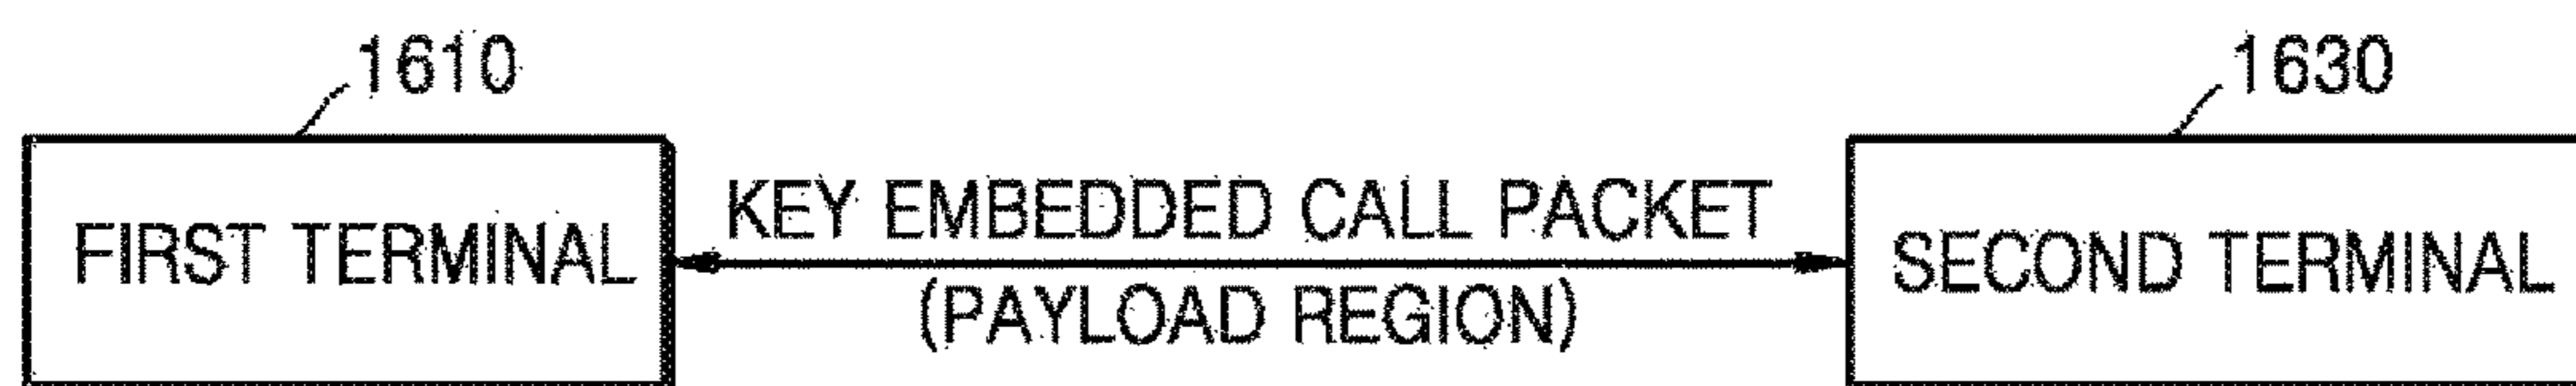 1610
1630
FIRST TERMINAL
KEY EMBEDDED CALL PACKET
(PAYLOAD REGION)
SECOND TERMINAL